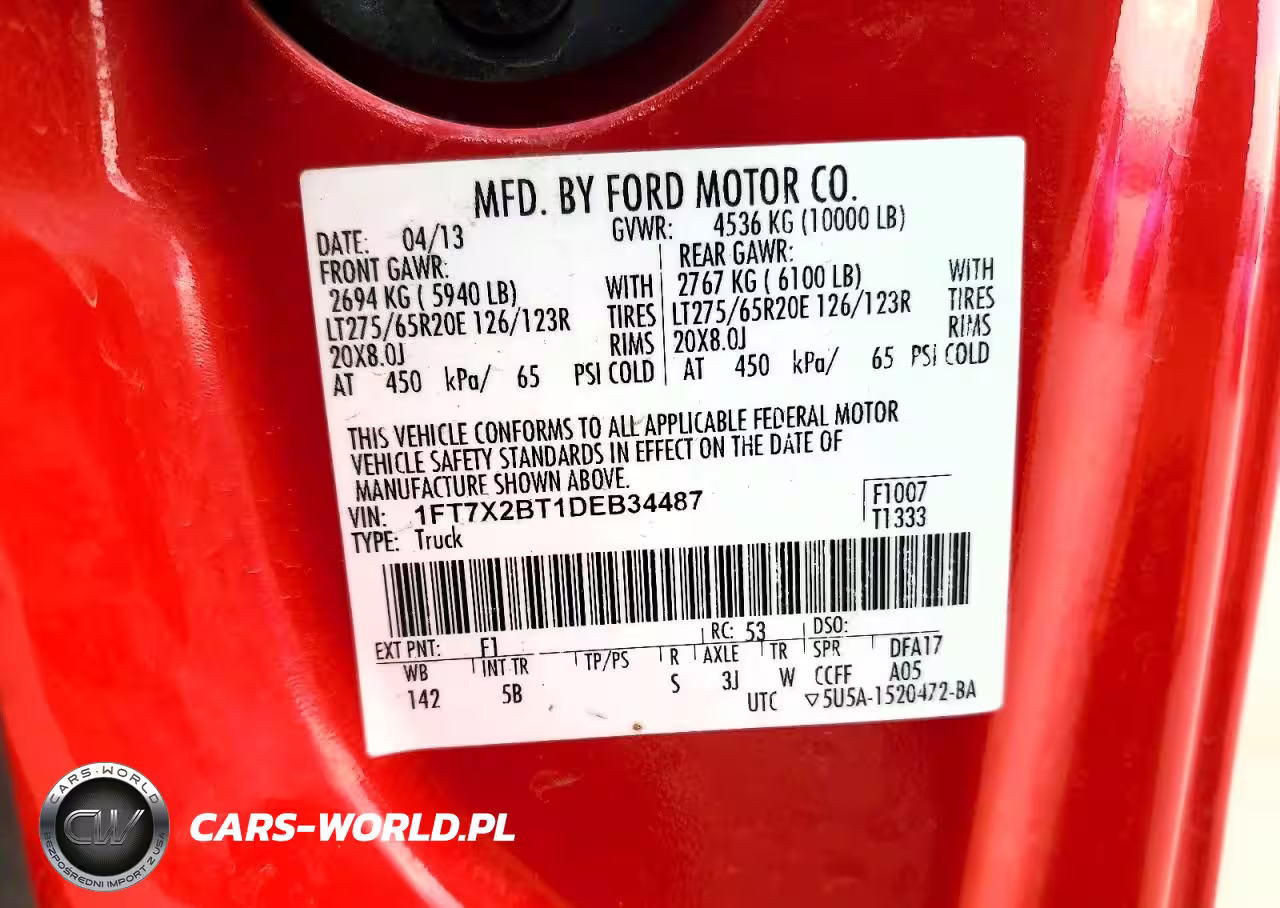 MFD. BY FORD MOTOR CO.
DATE: 04/13 GVWR: 4536 KG (10000 LB)
FRONT GAWR: REAR GAWR:
2694 KG ( 5940 LB) WITH 2767 KG ( 6100 LB) WITH
LT275/65R20E 126/123R TIRES LT275/65R20E 126/123R TIRES
20X8.0J RIMS 20X8.0J RIMS
AT 450 kPa/ 65 PSI COLD AT 450 kPa/ 65 PSI COLD
THIS VEHICLE CONFORMS TO ALL APPLICABLE FEDERAL MOTOR
VEHICLE SAFETY STANDARDS IN EFFECT ON THE DATE OF
MANUFACTURE SHOWN ABOVE.
VIN: 1FT7X2BT1DEB34487 F1007
TYPE: Truck T1333
EXT PNT: F1 RC: 53 DSO:
WB INT TR TP/PS R AXLE TR SPR DFA17
142 5B S 3J W CCFF A05
UTC ▽5U5A-1520472-BA
CARS-WORLD
CW
BEZPOŚREDNI IMPORT Z USA
CARS-WORLD.PL